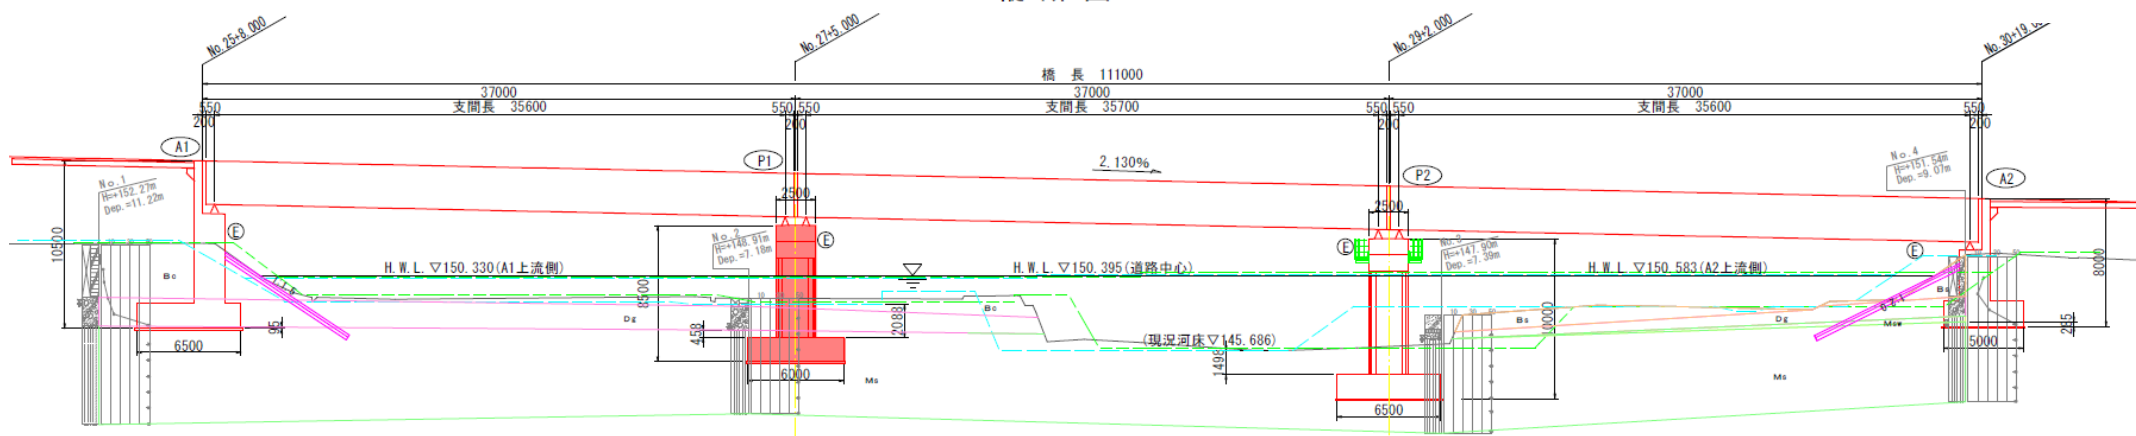 No.25+8.000
No.27+5.000
No.29+2.000
橋 長 111000
37000
37000
37000
550
支間長 35600
550
550
支間長 35700
550
550
支間長 35600
550
200
200
200
200
A1
P1
2.130%
P2
A2
No.1
H=+152.27m
Dep.=11.22m
No.2
H=+148.91m
Dep.=7.18m
No.3
H=+147.90m
Dep.=7.39m
No.4
H=+151.54m
Dep.=9.07m
2500
2500
E
E
E
E
10500
8500
10000
8000
H.W.L.▽150.330(A1上流側)
H.W.L.▽150.395(道路中心)
H.W.L.▽150.583(A2上流側)
Bc
Dg
Bc
Bs
Dg
Bs
Msw
95
458
2088
1498
285
(現況河床▽145.686)
6500
6000
6500
5000
Ms
Ms